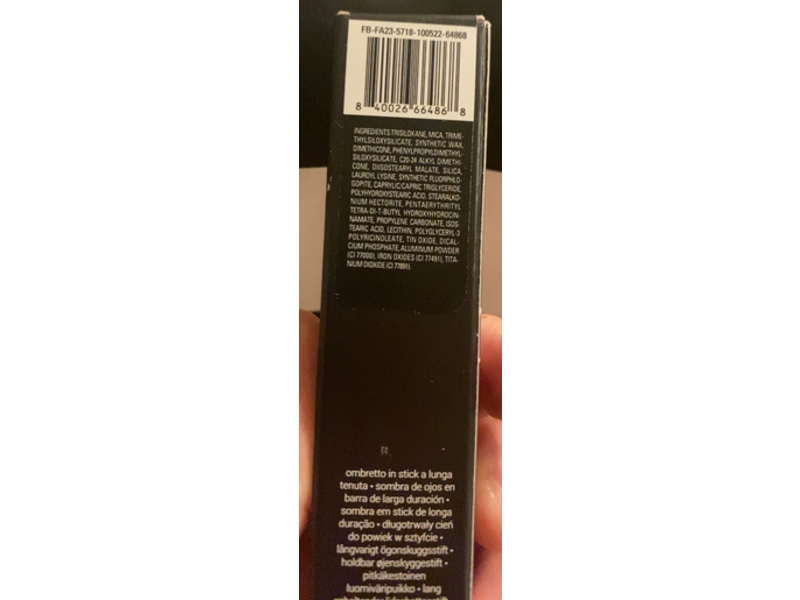 FB-FA23-5718-100522-64868
8 40026 66486 8
INGREDIENTS: TRISILOXANE, MICA, TRIME-
THYLSILOXYSILICATE, SYNTHETIC WAX,
DIMETHICONE, PHENYLPROPYLDIMETHYL-
SILOXYSILICATE, C20-24 ALKYL DIMETHI-
CONE, DIISOSTEARYL MALATE, SILICA,
LAUROYL LYSINE, SYNTHETIC FLUORPHLO-
GOPITE, CAPRYLIC/CAPRIC TRIGLYCERIDE,
POLYHYDROXYSTEARIC ACID, STEARALKO-
NIUM HECTORITE, PENTAERYTHRITYL
TETRA-DI-T-BUTYL HYDROXYHYDROCIN-
NAMATE, PROPYLENE CARBONATE, ISOS-
TEARIC ACID, LECITHIN, POLYGLYCERYL-3
POLYRICINOLEATE, TIN OXIDE, DICAL-
CIUM PHOSPHATE, ALUMINUM POWDER
(CI 77000), IRON OXIDES (CI 77491), TITA-
NIUM DIOXIDE (CI 77891).
ombretto in stick a lunga
tenuta • sombra de ojos en
barra de larga duración •
sombra em stick de longa
duração • długotrwały cień
do powiek w sztyfcie •
långvarigt ögonskuggsstift •
holdbar øjenskyggestift •
pitkäkestoinen
luomiväripuikko • lang